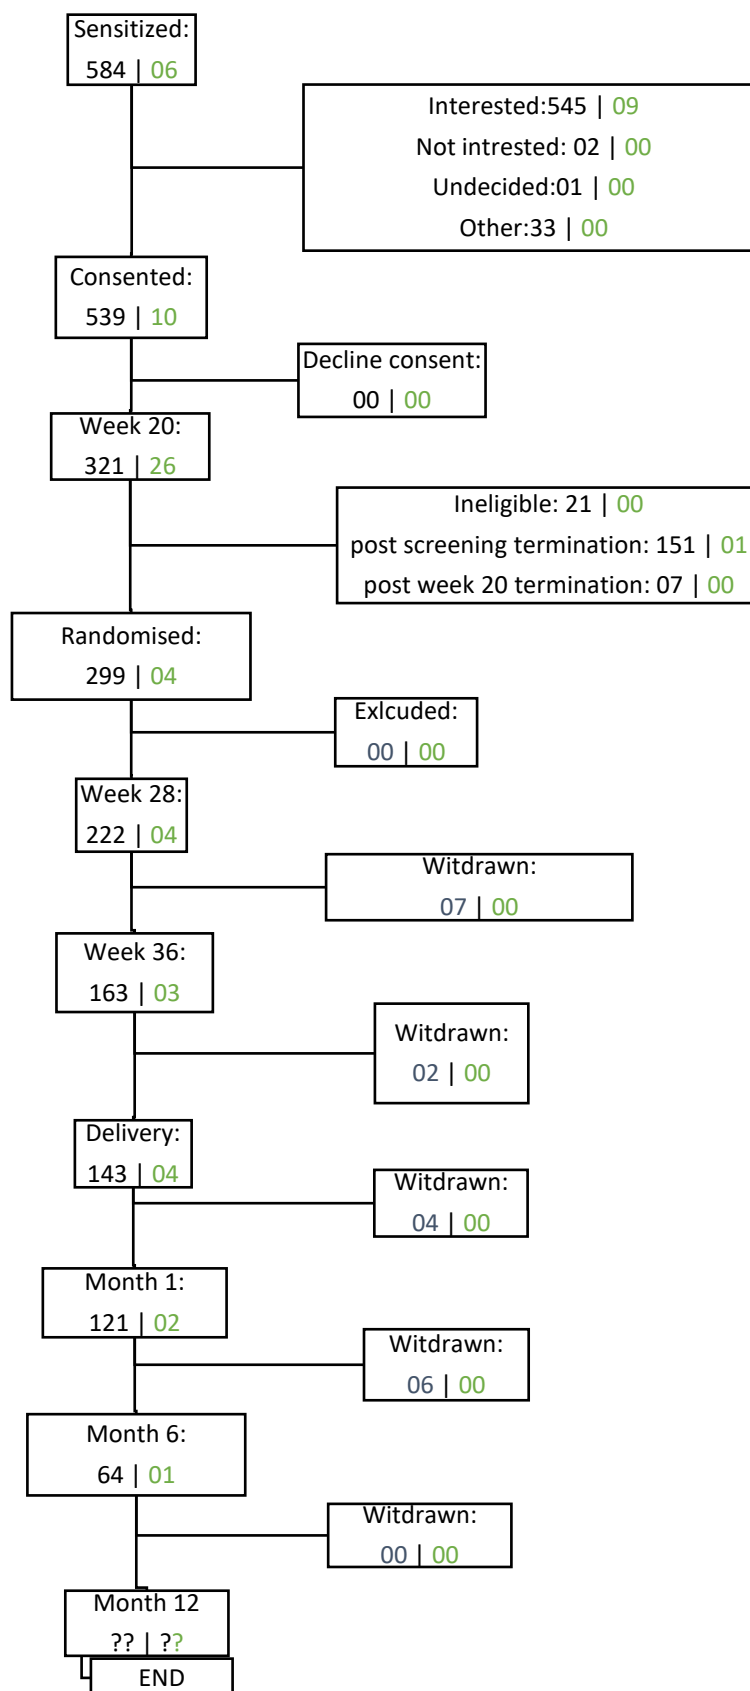 Sensitized:
584 | 06
Interested:545 | 09
Not intrested: 02 | 00
Undecided:01 | 00
Other:33 | 00
Consented:
539 | 10
Decline consent:
00 | 00
Week 20:
321 | 26
Ineligible: 21 | 00
post screening termination: 151 | 01
post week 20 termination: 07 | 00
Randomised:
299 | 04
Exlcuded:
00 | 00
Week 28:
222 | 04
Witdrawn:
07 | 00
Week 36:
163 | 03
Witdrawn:
02 | 00
Delivery:
143 | 04
Witdrawn:
04 | 00
Month 1:
121 | 02
Witdrawn:
06 | 00
Month 6:
64 | 01
Witdrawn:
00 | 00
Month 12
?? | ??
END